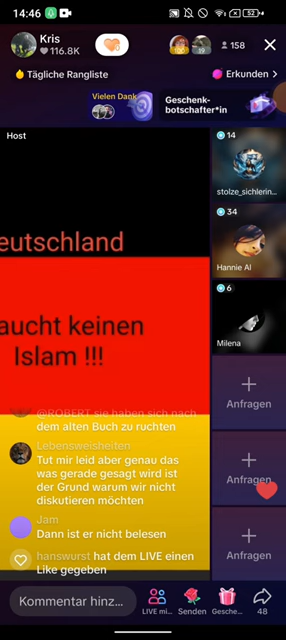 14:46
52
Kris
116.8K
106
19
158
Tägliche Rangliste
Erkunden >
Vielen Dank
Geschenk-
botschafter*in
Host
14
stolze_sichlerin...
eutschland
34
Hannie Al
aucht keinen
Islam !!!
6
Milena
Anfragen
@ROBERT sie haben sich nach
dem alten Buch zu ruchten
Lebensweisheiten
Tut mir leid aber genau das
was gerade gesagt wird ist
der Grund warum wir nicht
diskutieren möchten
Anfragen
Jam
Dann ist er nicht belesen
hanswurst hat dem LIVE einen
Like gegeben
Anfragen
Kommentar hinz...
LIVE mi...
Senden
Gesche...
48